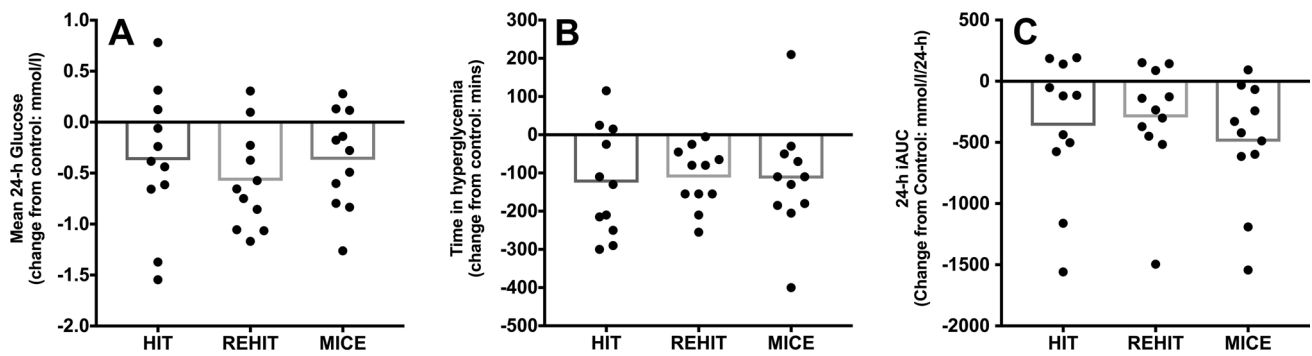 A
Mean 24-h Glucose
(change from control: mmol/l)
1.0
0.5
0.0
-0.5
-1.0
-1.5
-2.0
HIT REHIT MICE
B
Time in hyperglycemia
(change from control: mins)
300
200
100
0
-100
-200
-300
-400
-500
HIT REHIT MICE
C
24-h iAUC
(Change from Control: mmol/l/24-h)
500
0
-500
-1000
-1500
-2000
HIT REHIT MICE